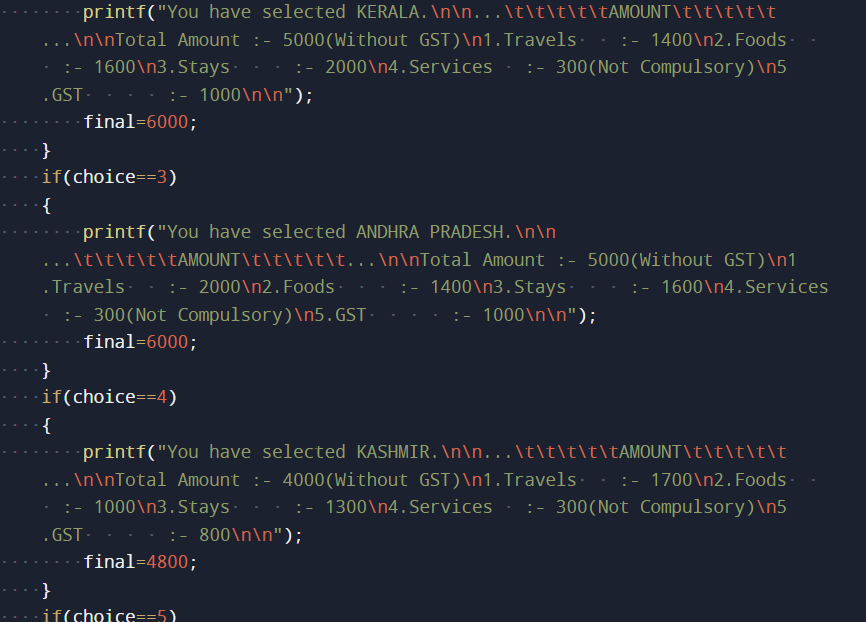 printf("You have selected KERALA.\n\n...\t\t\t\t\tAMOUNT\t\t\t\t\t
...\n\nTotal Amount :- 5000(Without GST)\n1.Travels    :- 1400\n2.Foods
:- 1600\n3.Stays      :- 2000\n4.Services   :- 300(Not Compulsory)\n5
.GST        :- 1000\n\n");
final=6000;
}
if(choice==3)
{
printf("You have selected ANDHRA PRADESH.\n\n
...\t\t\t\t\tAMOUNT\t\t\t\t\t...\n\nTotal Amount :- 5000(Without GST)\n1
.Travels    :- 2000\n2.Foods      :- 1400\n3.Stays      :- 1600\n4.Services
:- 300(Not Compulsory)\n5.GST        :- 1000\n\n");
final=6000;
}
if(choice==4)
{
printf("You have selected KASHMIR.\n\n...\t\t\t\t\tAMOUNT\t\t\t\t\t
...\n\nTotal Amount :- 4000(Without GST)\n1.Travels    :- 1700\n2.Foods
:- 1000\n3.Stays      :- 1300\n4.Services   :- 300(Not Compulsory)\n5
.GST        :- 800\n\n");
final=4800;
}
if(choice==5)